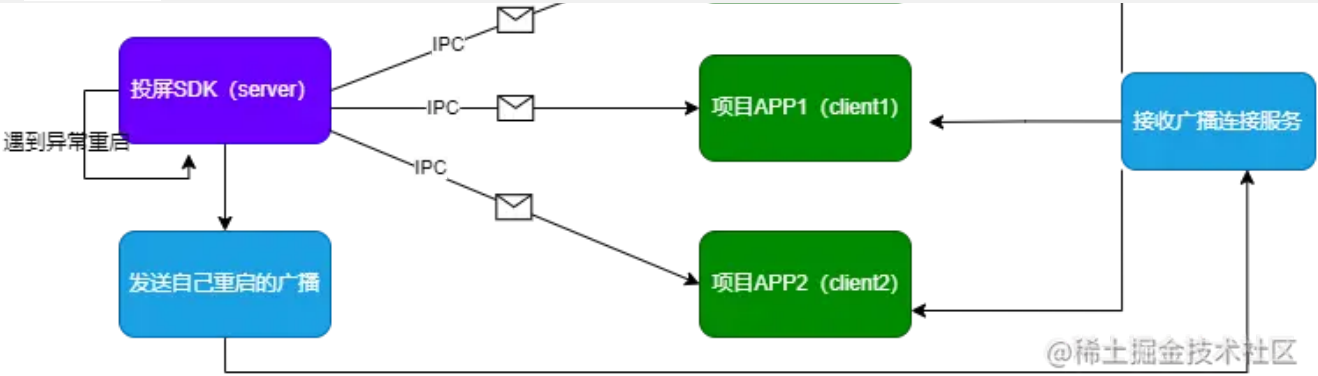 IPC
投屏SDK（server）
IPC
项目APP1（client1）
接收广播连接服务
遇到异常重启
IPC
发送自己重启的广播
项目APP2（client2）
@稀土掘金技术社区